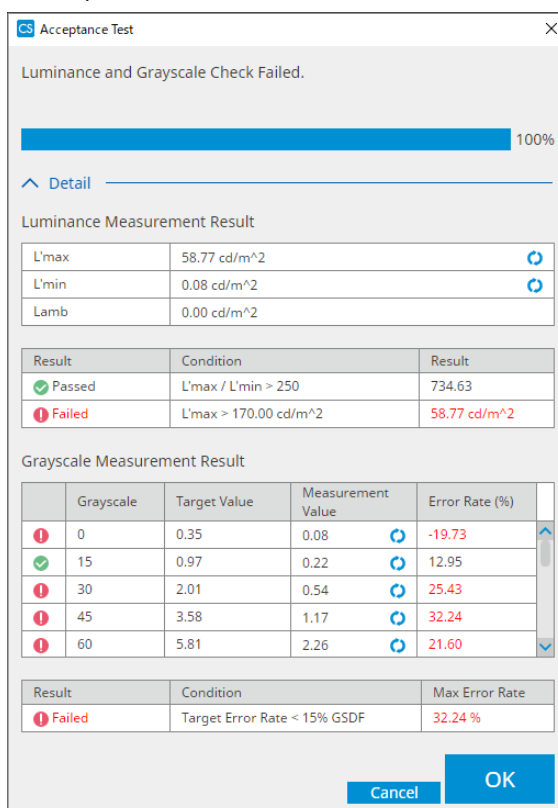 CS Acceptance Test
Luminance and Grayscale Check Failed.
100%
Detail
Luminance Measurement Result
L'max 58.77 cd/m^2
L'min 0.08 cd/m^2
Lamb 0.00 cd/m^2
Result Condition Result
Passed L'max / L'min > 250 734.63
Failed L'max > 170.00 cd/m^2 58.77 cd/m^2
Grayscale Measurement Result
Grayscale Target Value Measurement Value Error Rate (%)
0 0.35 0.08 -19.73
15 0.97 0.22 12.95
30 2.01 0.54 25.43
45 3.58 1.17 32.24
60 5.81 2.26 21.60
Result Condition Max Error Rate
Failed Target Error Rate < 15% GSDF 32.24 %
Cancel OK